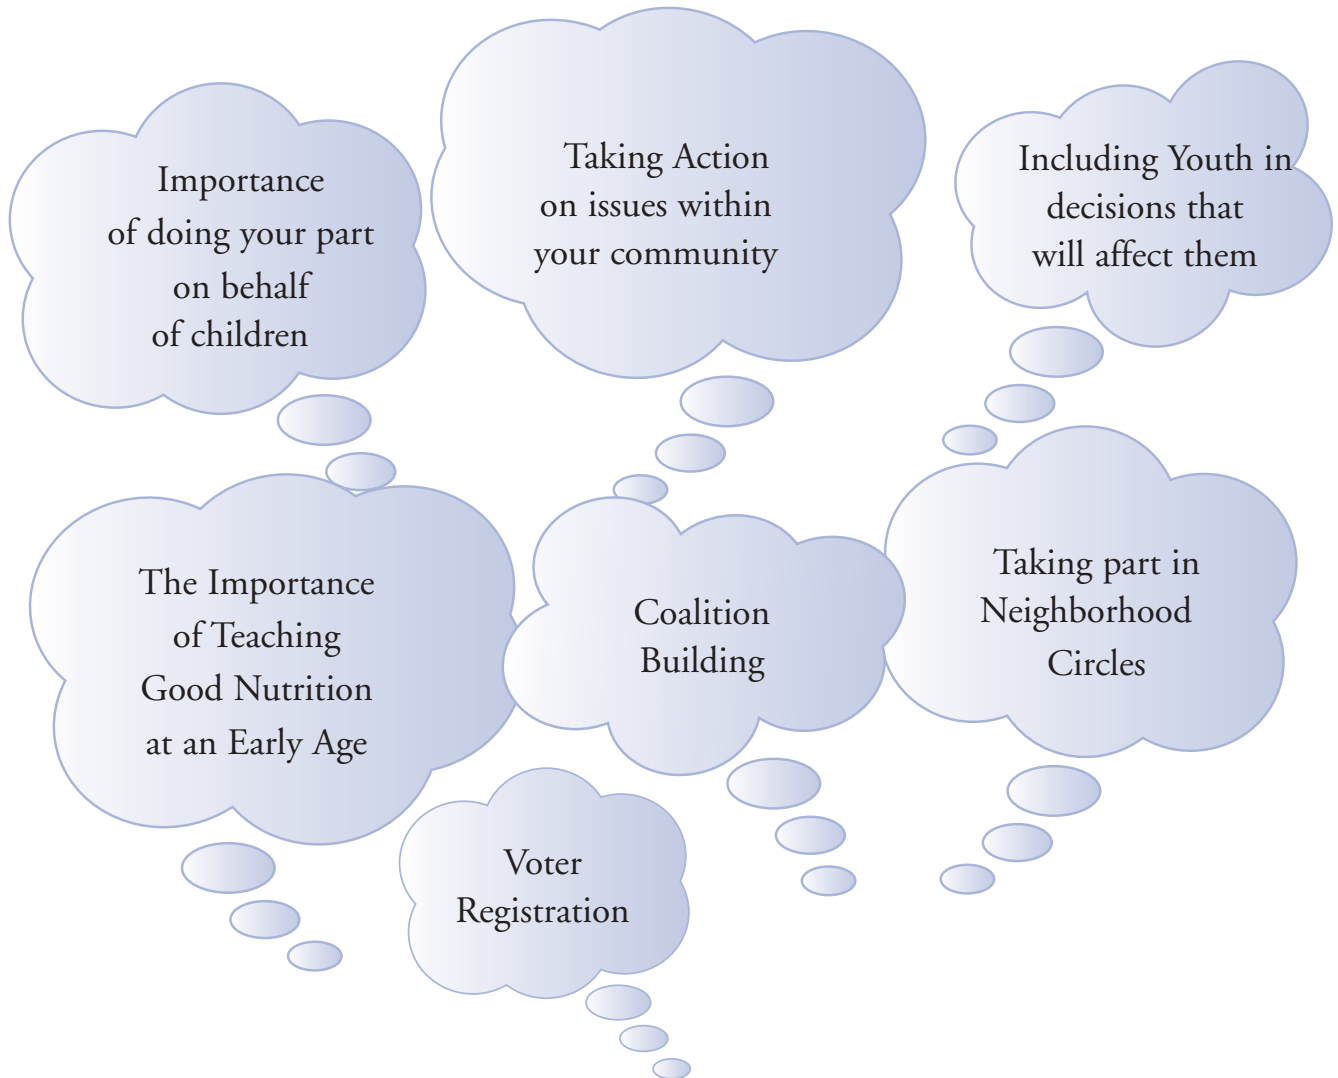 Importance
of doing your part
on behalf
of children
Taking Action
on issues within
your community
Including Youth in
decisions that
will affect them
The Importance
of Teaching
Good Nutrition
at an Early Age
Coalition
Building
Taking part in
Neighborhood
Circles
Voter
Registration